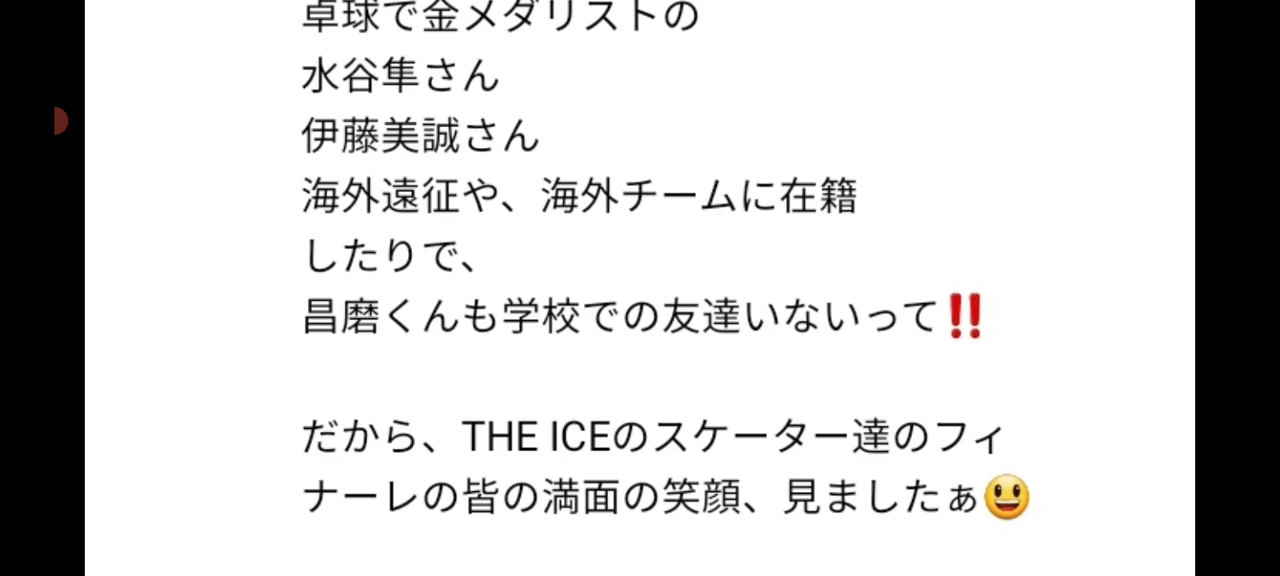 卓球で金メダリストの
水谷隼さん
伊藤美誠さん
海外遠征や、海外チームに在籍
したりで、
昌磨くんも学校での友達いないって‼️
だから、THE ICEのスケーター達のフィ
ナーレの皆の満面の笑顔、見ましたぁ😃